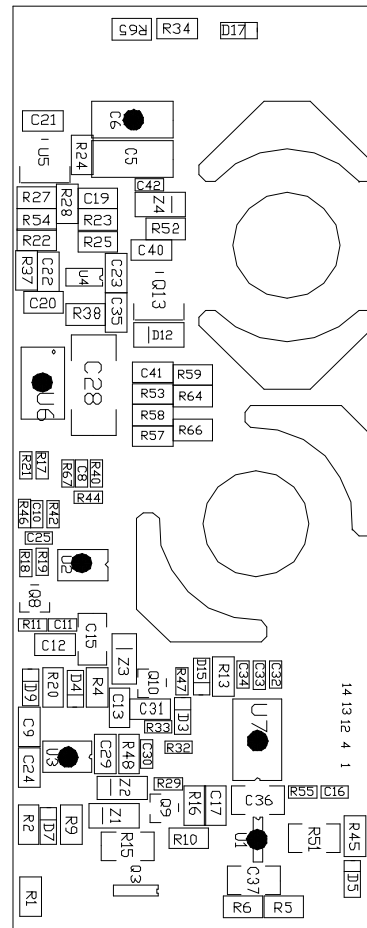 R65 R34 D17
C21 C6
U5 R24 C5
C42
R27 R28 C19 Z4
R54 R23 R52
R22 R25 C40
R37 C22 U4 C23 Q13
C20 R38 C35
D12
U6 C28 C41 R59
R53 R64
R58
R57 R66
R21 R17 R67 C8 R40
R44
R46 C10 R42
C25
R18 R19 U2
Q8
R11 C11 C15
C12 Z3
D9 R20 D4 R4 Q10 R47 D15 R13 C34 C33 C32
C13 C31 D3 14 13 12 4 1
C9 R33 U7
C24 U3 C29 R48 C30 R32
Z2 R29 R55 C16
R2 D7 R9 Z1 Q9 R16 C17 C36
R15 R10 U1 R51 R45
R1 Q3 C37 D5
R6 R5